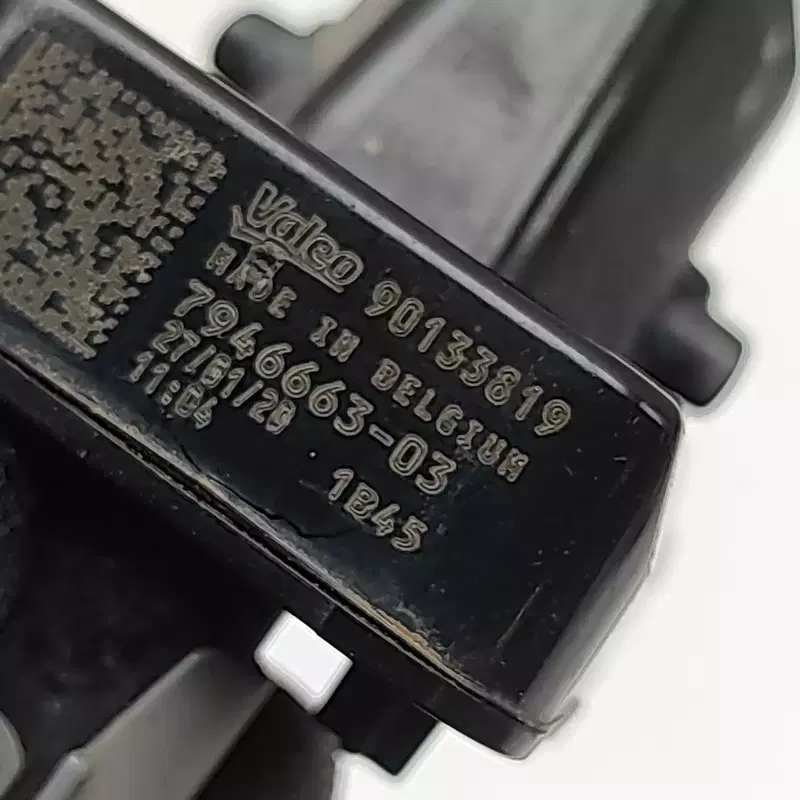 Valeo 90133819
MADE IN BELGIUM
7946663-03
27/01/20
11:04
1B45